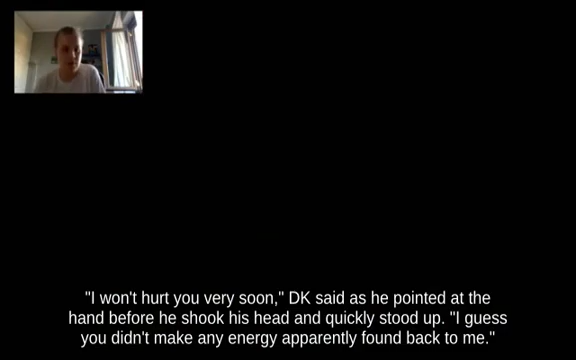 "I won't hurt you very soon," DK said as he pointed at the
hand before he shook his head and quickly stood up. "I guess
you didn't make any energy apparently found back to me."